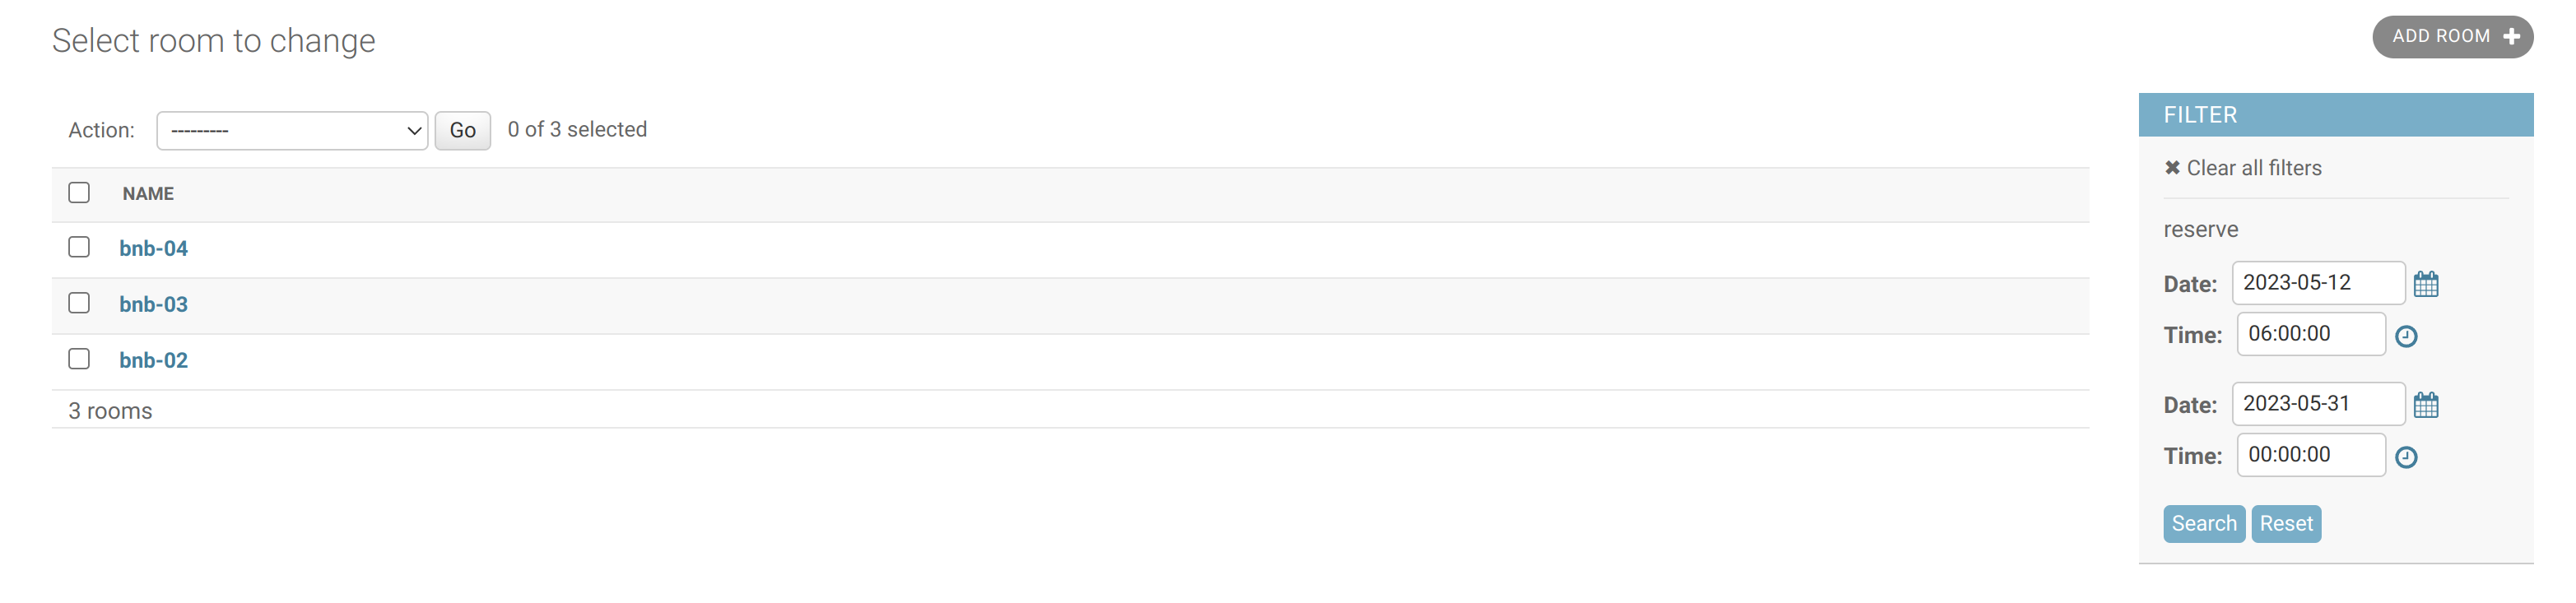 Select room to change
ADD ROOM
Action: --------- Go 0 of 3 selected
NAME
bnb-04
bnb-03
bnb-02
3 rooms
FILTER
Clear all filters
reserve
Date: 2023-05-12
Time: 06:00:00
Date: 2023-05-31
Time: 00:00:00
Search Reset